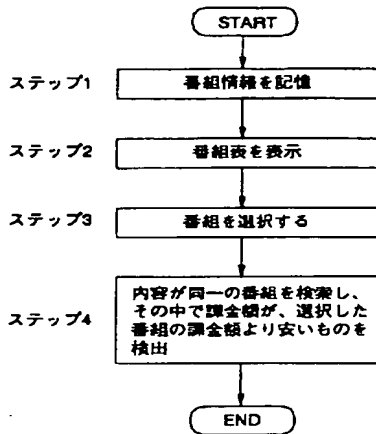 START
ステップ1
番組情報を記憶
ステップ2
番組表を表示
ステップ3
番組を選択する
ステップ4
内容が同一の番組を検索し、
その中で課金額が、選択した
番組の課金額より安いものを
検出
END